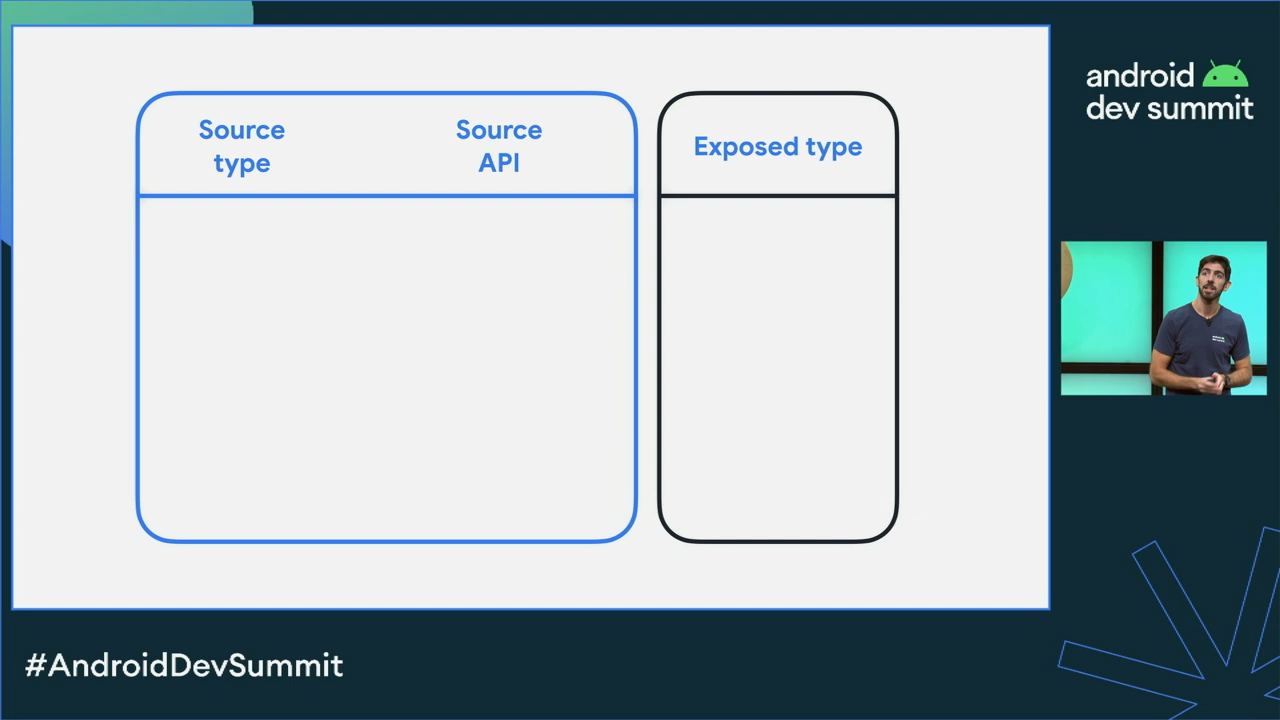 Source
type
Source
API
Exposed type
android
dev summit
#AndroidDevSummit